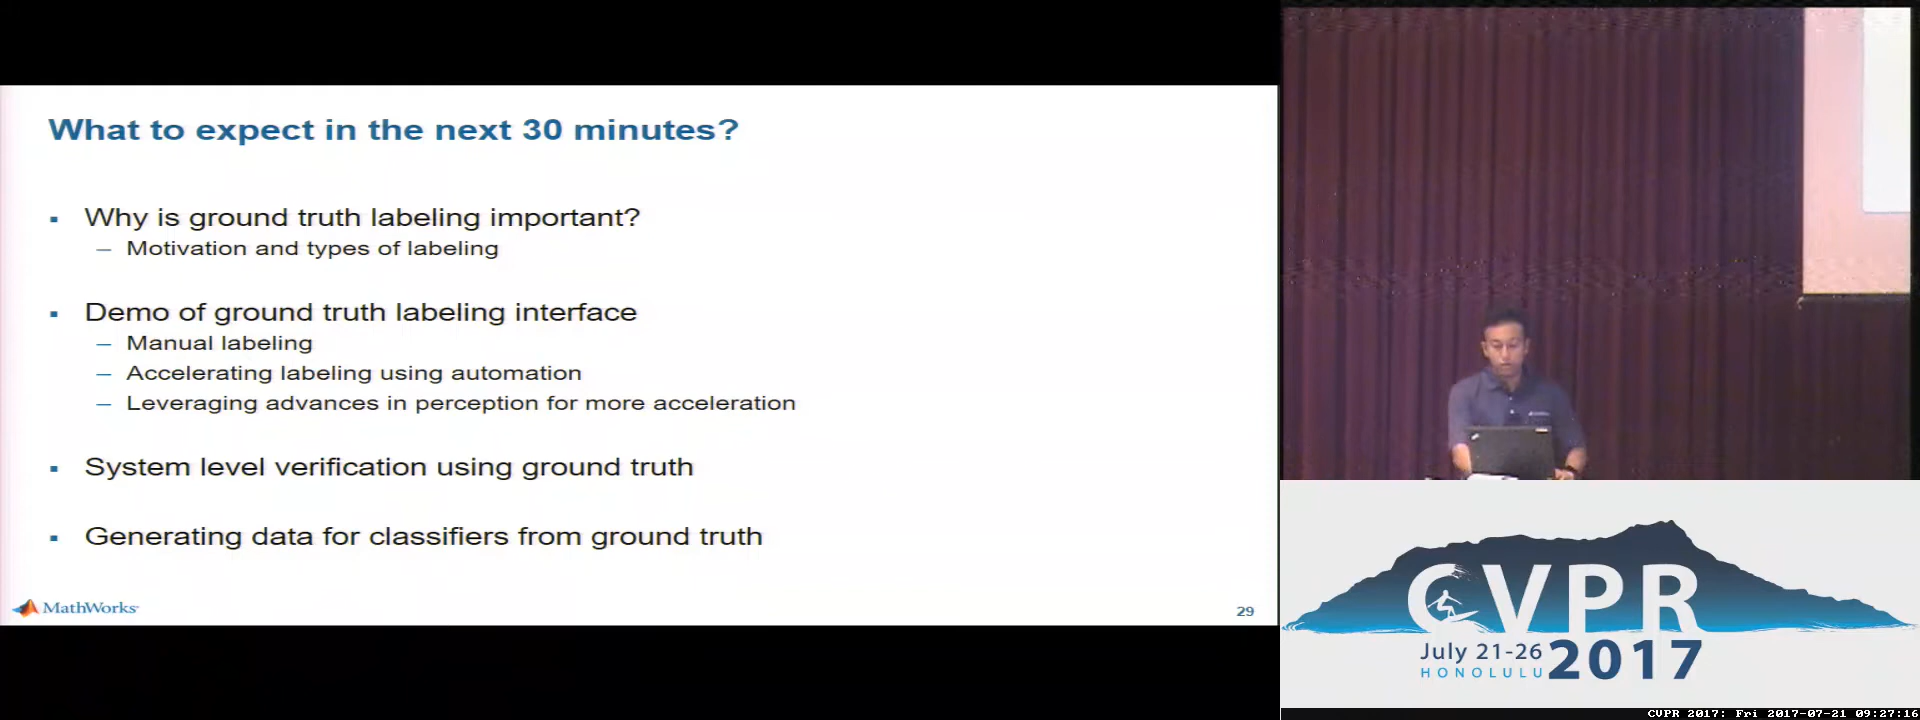 What to expect in the next 30 minutes?
▪ Why is ground truth labeling important?
– Motivation and types of labeling
▪ Demo of ground truth labeling interface
– Manual labeling
– Accelerating labeling using automation
– Leveraging advances in perception for more acceleration
▪ System level verification using ground truth
▪ Generating data for classifiers from ground truth
MathWorks
29
CVPR
July 21-26
HONOLULU
2017
CVPR 2017: Fri 2017-07-21 09:27:16